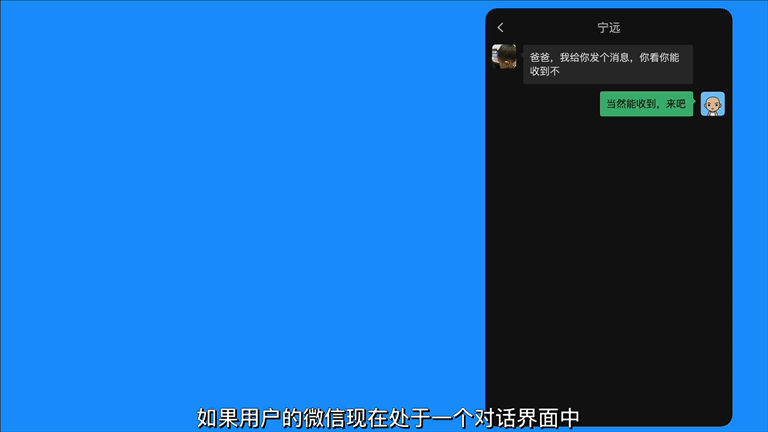 宁远
爸爸，我给你发个消息，你看你能
收到不
当然能收到，来吧
如果用户的微信现在处于一个对话界面中